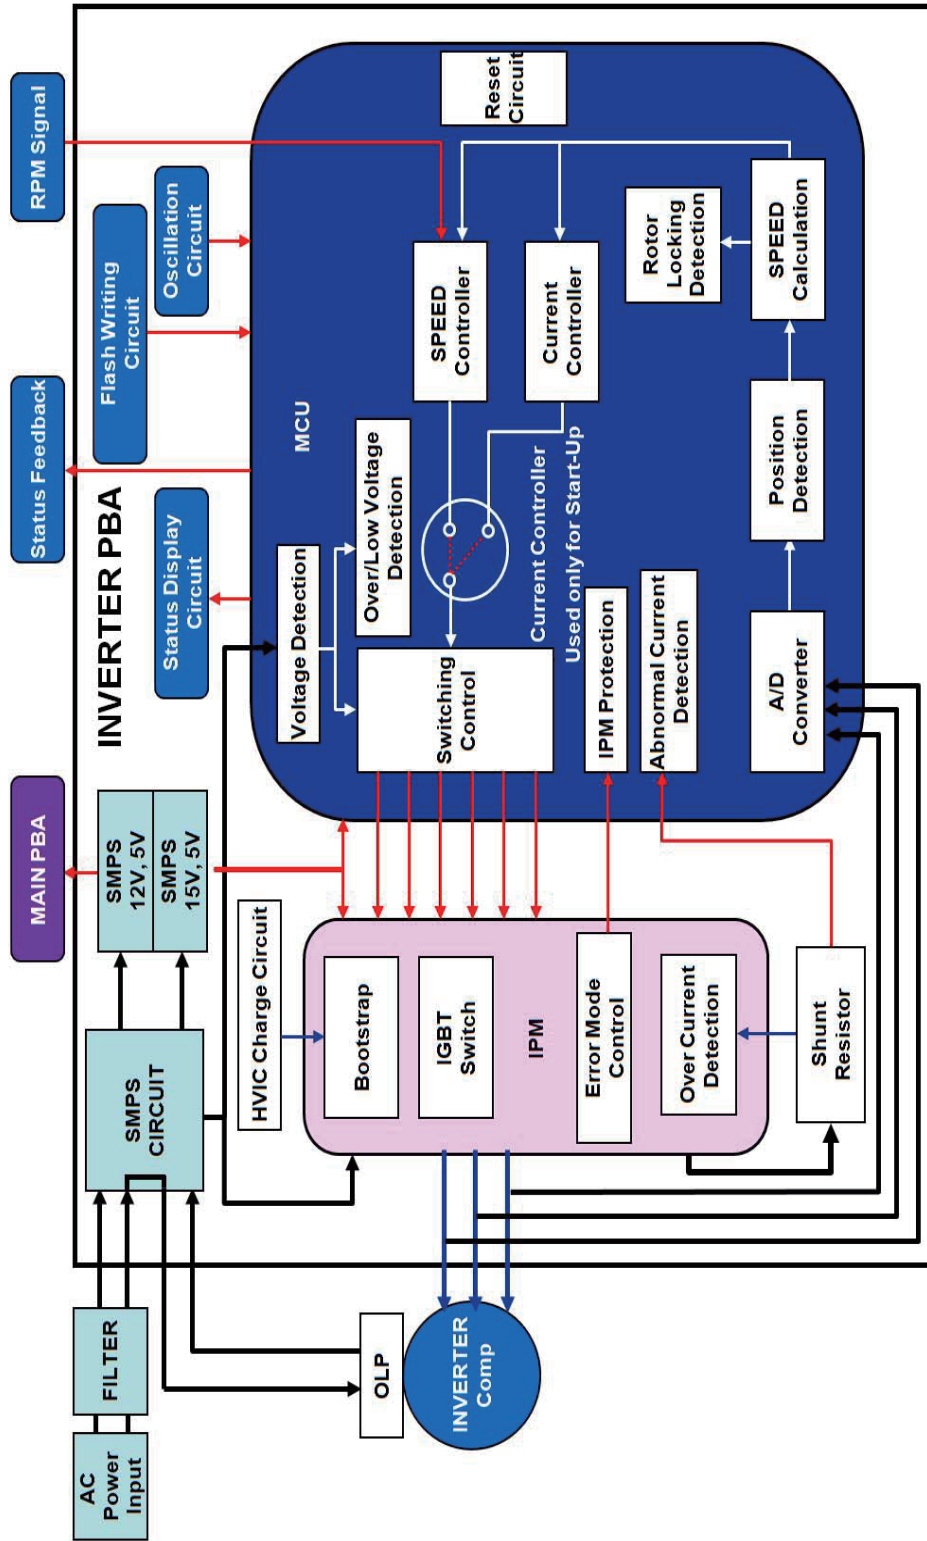 MAIN PBA
Status Feedback
RPM Signal
INVERTER PBA
Flash Writing
Circuit
Status Display
Circuit
Oscillation
Circuit
AC
Power
Input
FILTER
SMPS
CIRCUIT
SMPS
12V, 5V
SMPS
15V, 5V
HVIC Charge Circuit
OLP
INVERTER
Comp
Bootstrap
IGBT
Switch
IPM
Error Mode
Control
Over Current
Detection
Shunt
Resistor
MCU
Voltage Detection
Over/Low Voltage
Detection
Switching
Control
SPEED
Controller
Current
Controller
Current Controller
Used only for Start-Up
Reset
Circuit
IPM Protection
Abnormal Current
Detection
Rotor
Locking
Detection
A/D
Converter
Position
Detection
SPEED
Calculation